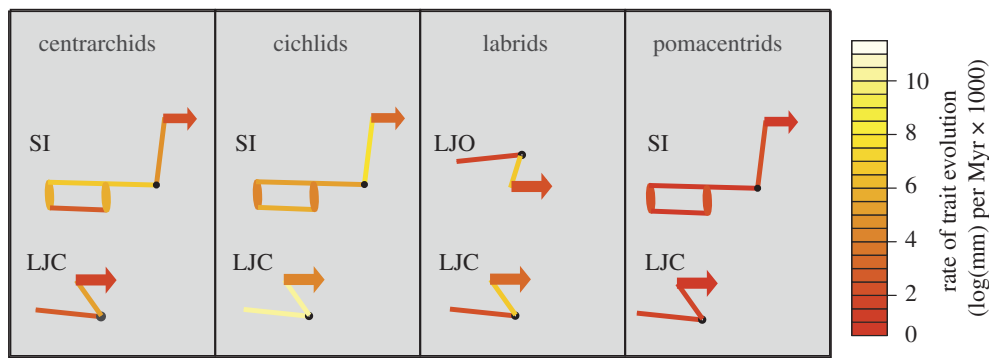 centrarchids
cichlids
labrids
pomacentrids
SI
SI
LJO
SI
LJC
LJC
LJC
LJC
10
8
6
4
2
0
rate of trait evolution
(log(mm) per Myr × 1000)